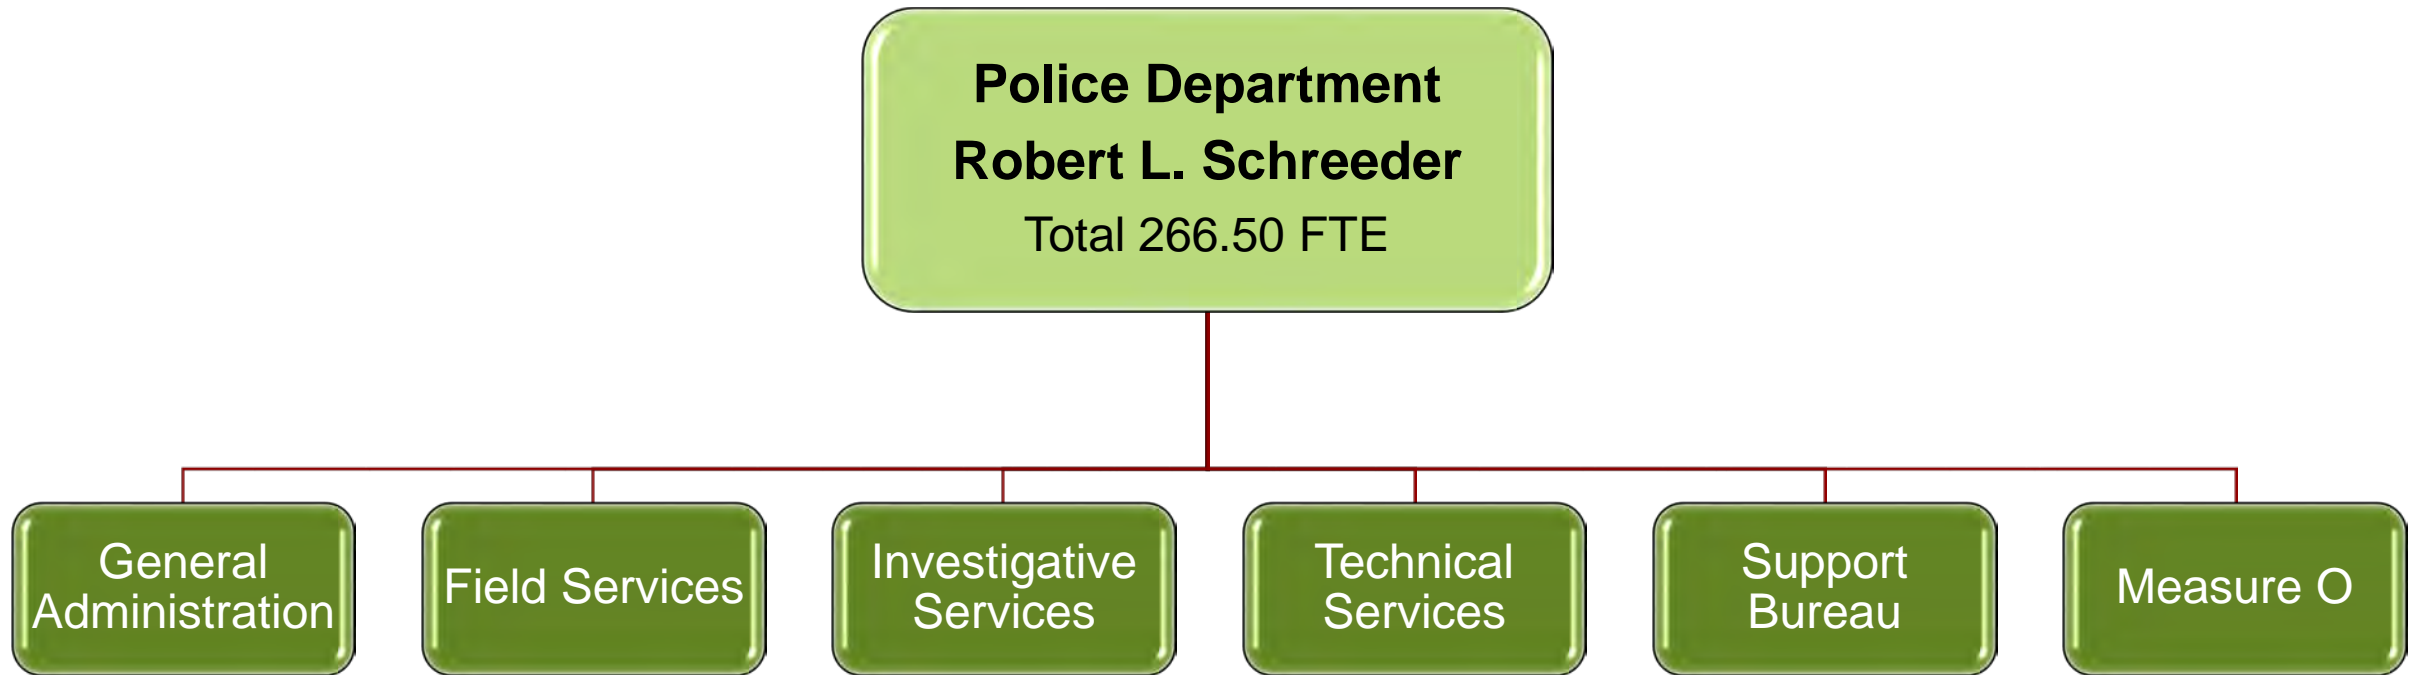 Police Department
Robert L. Schreeder
Total 266.50 FTE
General
Administration
Field Services
Investigative
Services
Technical
Services
Support
Bureau
Measure O